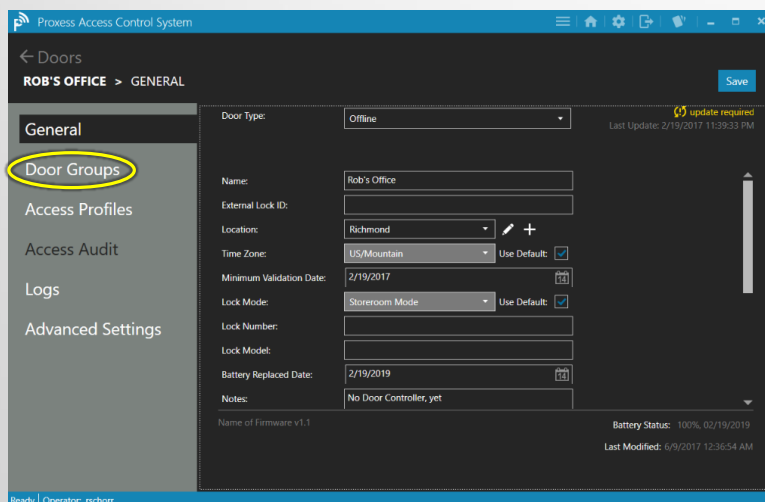 Proxess Access Control System
Doors
ROB'S OFFICE > GENERAL
Save
General
Door Groups
Access Profiles
Access Audit
Logs
Advanced Settings
Door Type: Offline
update required
Last Update: 2/19/2017 11:39:33 PM
Name: Rob's Office
External Lock ID:
Location: Richmond
Time Zone: US/Mountain Use Default:
Minimum Validation Date: 2/19/2017 14
Lock Mode: Storeroom Mode Use Default:
Lock Number:
Lock Model:
Battery Replaced Date: 2/19/2019 14
Notes: No Door Controller, yet
Name of Firmware v1.1
Battery Status: 100%, 02/19/2019
Last Modified: 6/9/2017 12:36:54 AM
Ready Operator: rschorr